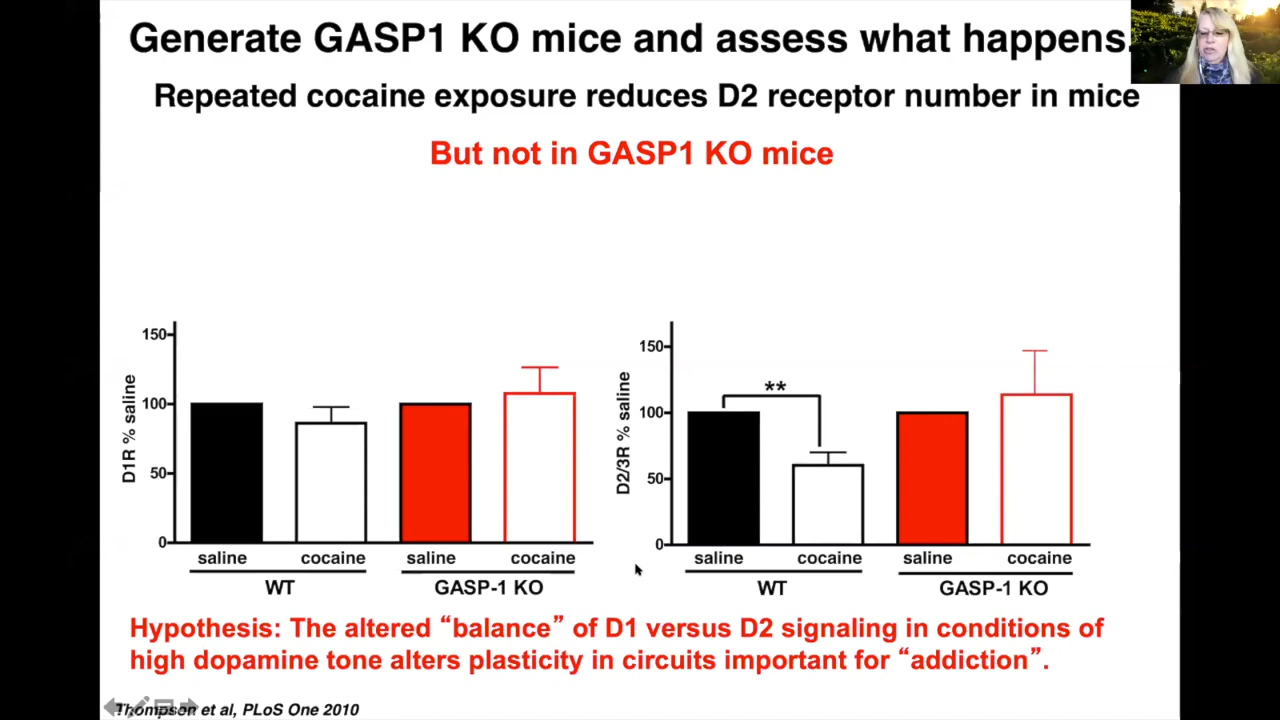 Generate GASP1 KO mice and assess what happens.
Repeated cocaine exposure reduces D2 receptor number in mice
But not in GASP1 KO mice
D1R % saline
150
100
50
0
saline cocaine saline cocaine
WT GASP-1 KO
D2/3R % saline
150
100
50
0
**
saline cocaine saline cocaine
WT GASP-1 KO
Hypothesis: The altered “balance” of D1 versus D2 signaling in conditions of
high dopamine tone alters plasticity in circuits important for “addiction”.
Thompson et al, PLoS One 2010